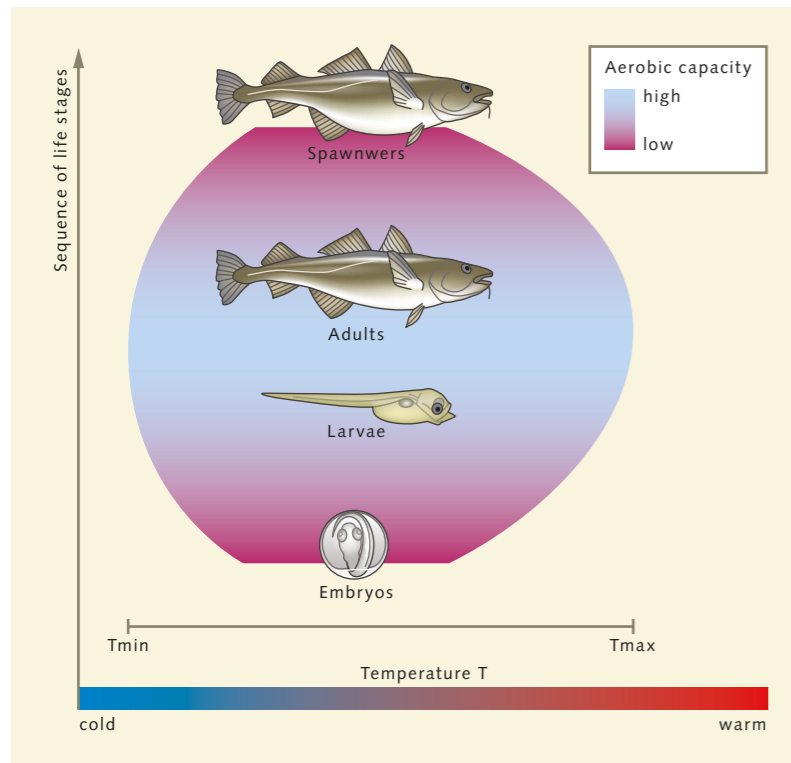 Sequence of life stages
Aerobic capacity
high
low
Spawnwers
Adults
Larvae
Embryos
Tmin
Tmax
Temperature T
cold
warm